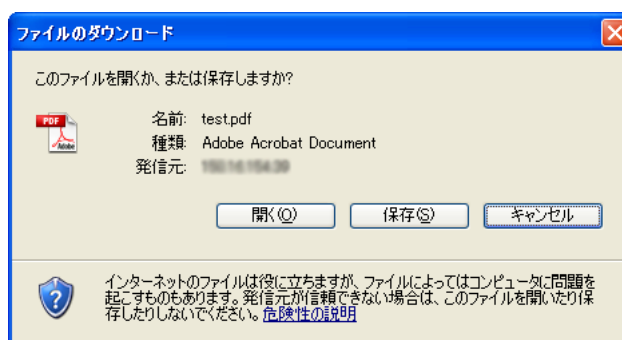 ファイルのダウンロード
このファイルを開くか、または保存しますか?
PDF
Adobe
名前: test.pdf
種類: Adobe Acrobat Document
発信元:
開く(O)
保存(S)
キャンセル
インターネットのファイルは役に立ちますが、ファイルによってはコンピュータに問題を
起こすものもあります。発信元が信頼できない場合は、このファイルを開いたり保
存したりしないでください。危険性の説明